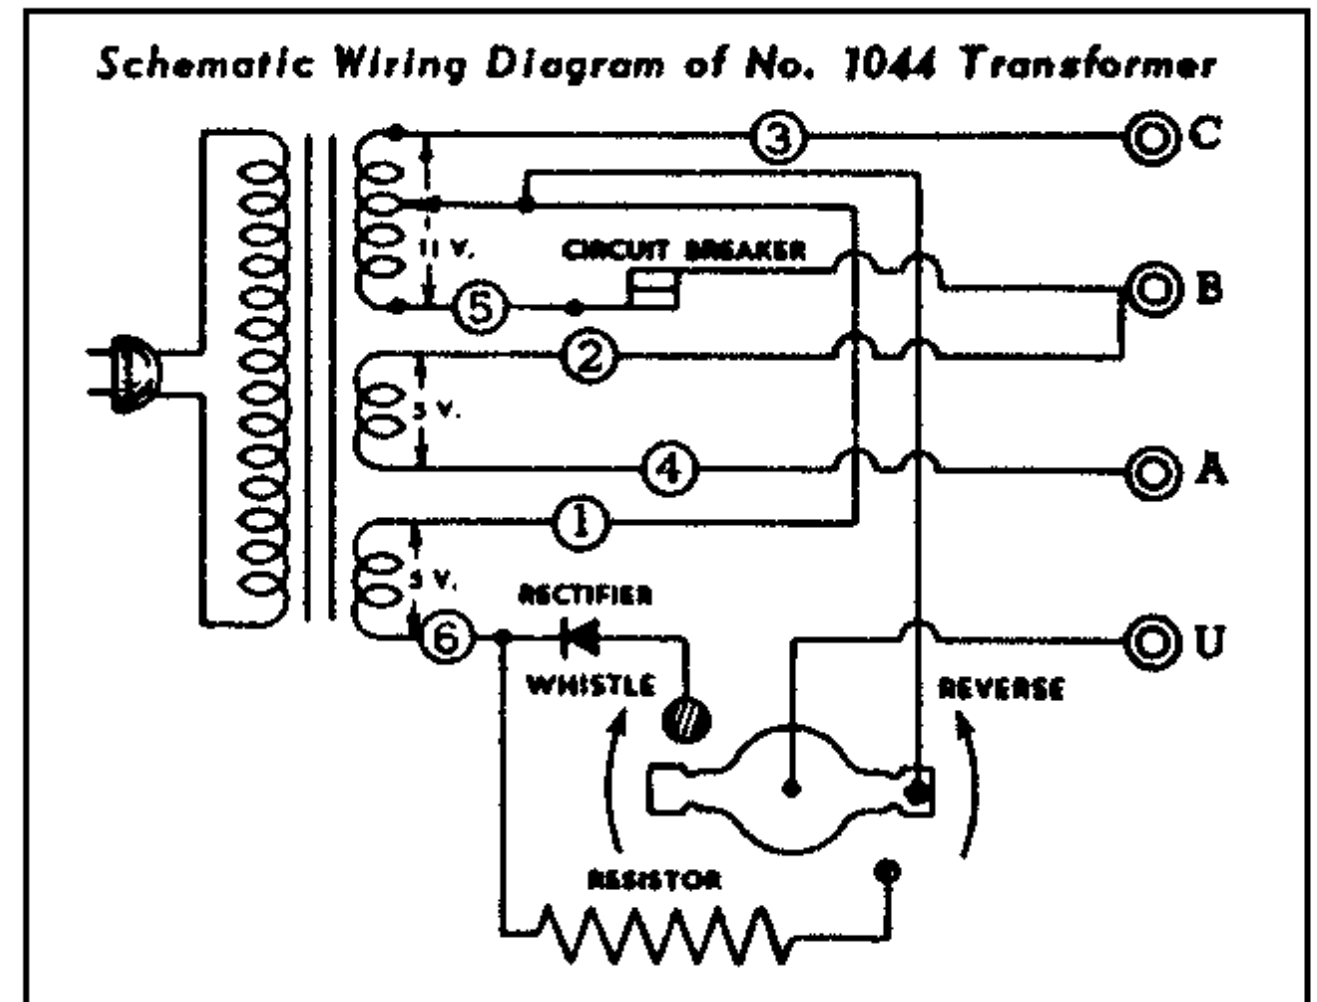 Schematic Wiring Diagram of No. 1044 Transformer
3
C
11 V.
CIRCUIT BREAKER
5
B
2
5 V.
4
A
1
5 V.
RECTIFIER
6
U
WHISTLE
REVERSE
RESISTOR